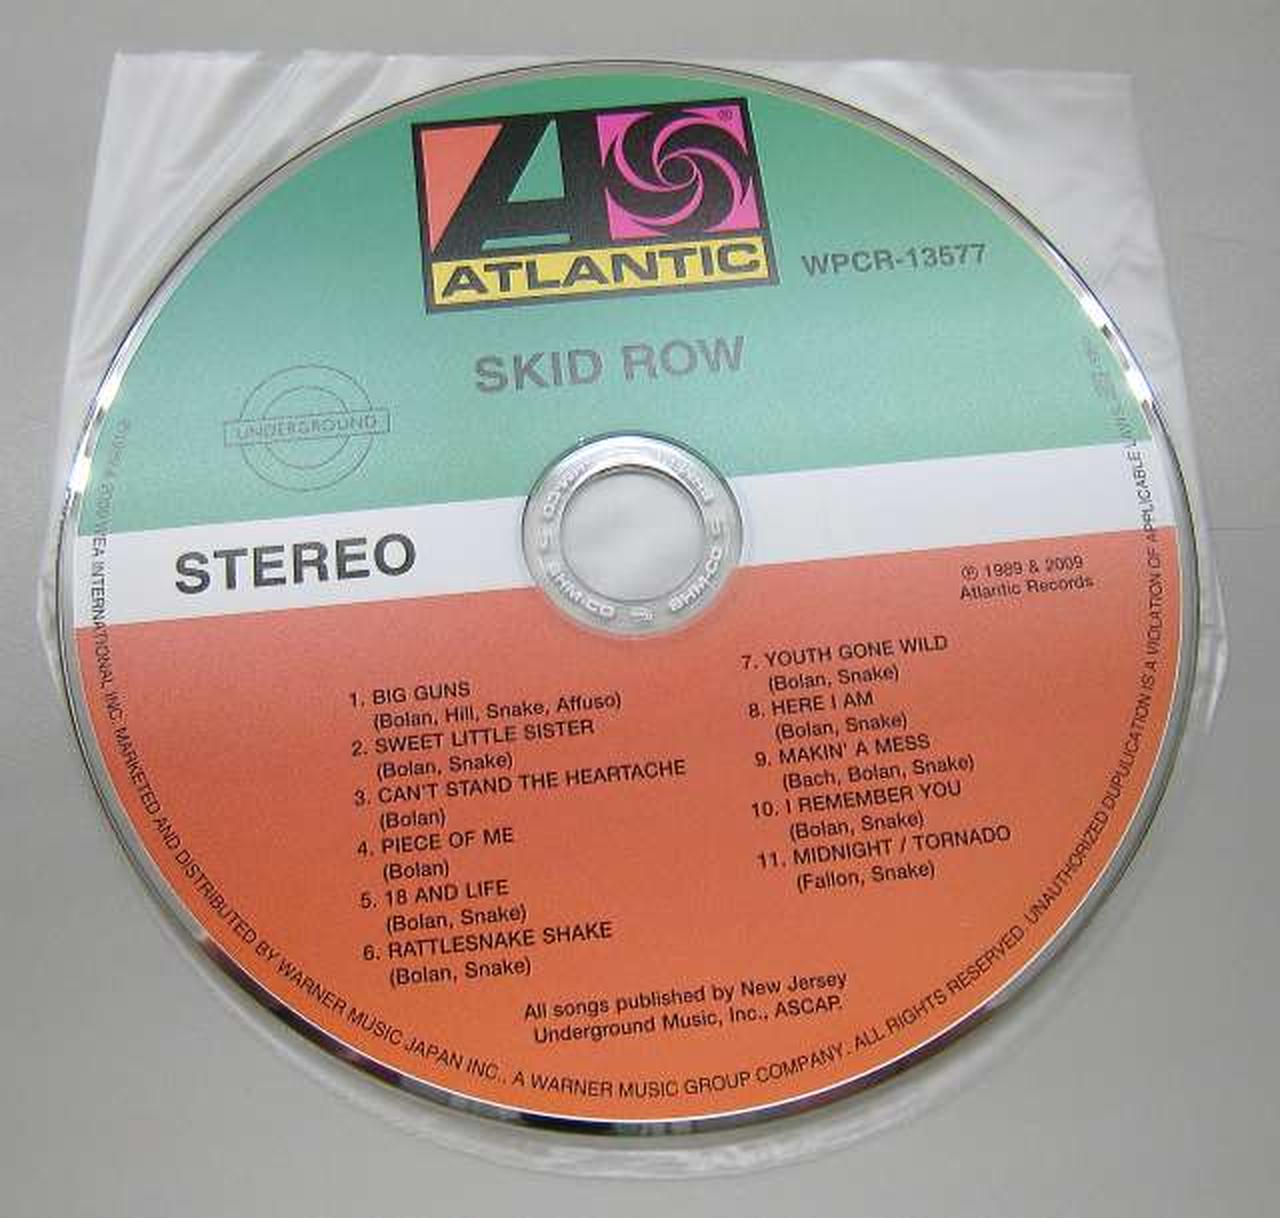 ATLANTIC
®
WPCR-13577
SKID ROW
UNDERGROUND
STEREO
℗ 1989 & 2009
Atlantic Records
1. BIG GUNS
(Bolan, Hill, Snake, Affuso)
2. SWEET LITTLE SISTER
(Bolan, Snake)
3. CAN'T STAND THE HEARTACHE
(Bolan)
4. PIECE OF ME
(Bolan)
5. 18 AND LIFE
(Bolan, Snake)
6. RATTLESNAKE SHAKE
(Bolan, Snake)
7. YOUTH GONE WILD
(Bolan, Snake)
8. HERE I AM
(Bolan, Snake)
9. MAKIN' A MESS
(Bach, Bolan, Snake)
10. I REMEMBER YOU
(Bolan, Snake)
11. MIDNIGHT / TORNADO
(Fallon, Snake)
All songs published by New Jersey
Underground Music, Inc., ASCAP.
WEA INTERNATIONAL INC. MARKETED AND DISTRIBUTED BY WARNER MUSIC JAPAN INC., A WARNER MUSIC GROUP COMPANY. ALL RIGHTS RESERVED. UNAUTHORIZED DUPULICATION IS A VIOLATION OF APPLICABLE LAWS